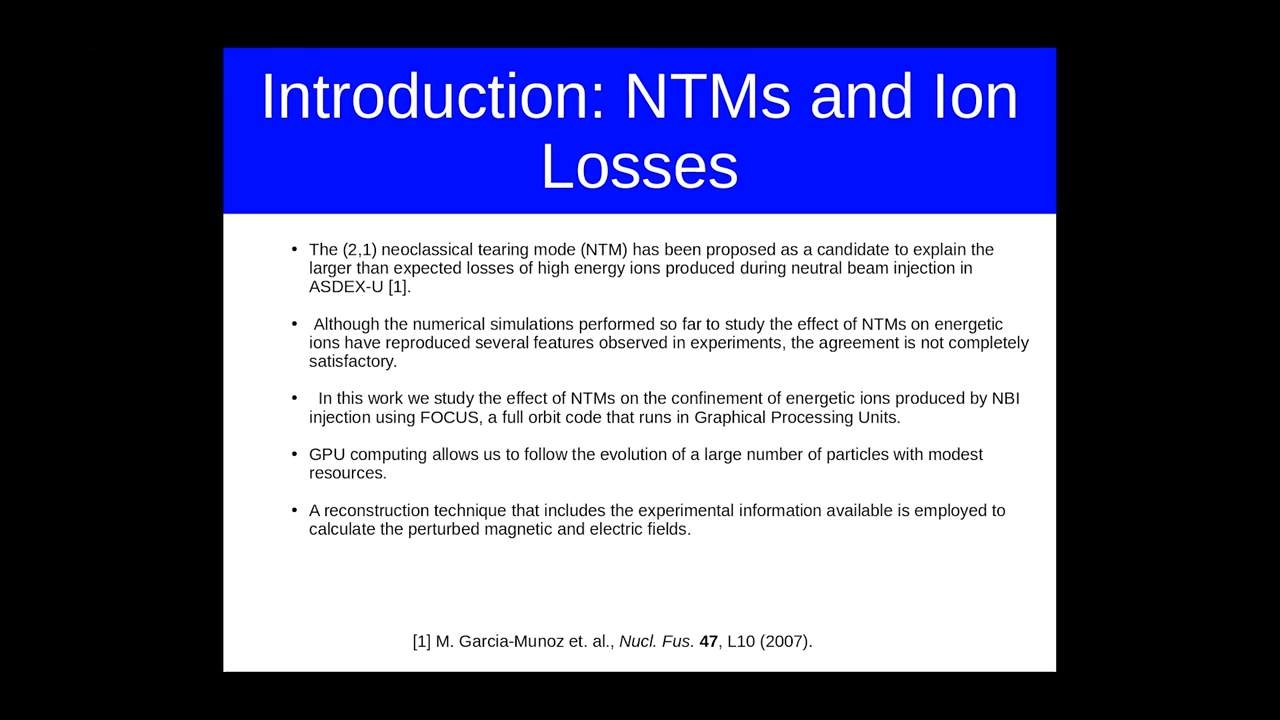 Introduction: NTMs and Ion
Losses
• The (2,1) neoclassical tearing mode (NTM) has been proposed as a candidate to explain the
larger than expected losses of high energy ions produced during neutral beam injection in
ASDEX-U [1].
• Although the numerical simulations performed so far to study the effect of NTMs on energetic
ions have reproduced several features observed in experiments, the agreement is not completely
satisfactory.
• In this work we study the effect of NTMs on the confinement of energetic ions produced by NBI
injection using FOCUS, a full orbit code that runs in Graphical Processing Units.
• GPU computing allows us to follow the evolution of a large number of particles with modest
resources.
• A reconstruction technique that includes the experimental information available is employed to
calculate the perturbed magnetic and electric fields.
[1] M. Garcia-Munoz et. al., Nucl. Fus. 47, L10 (2007).